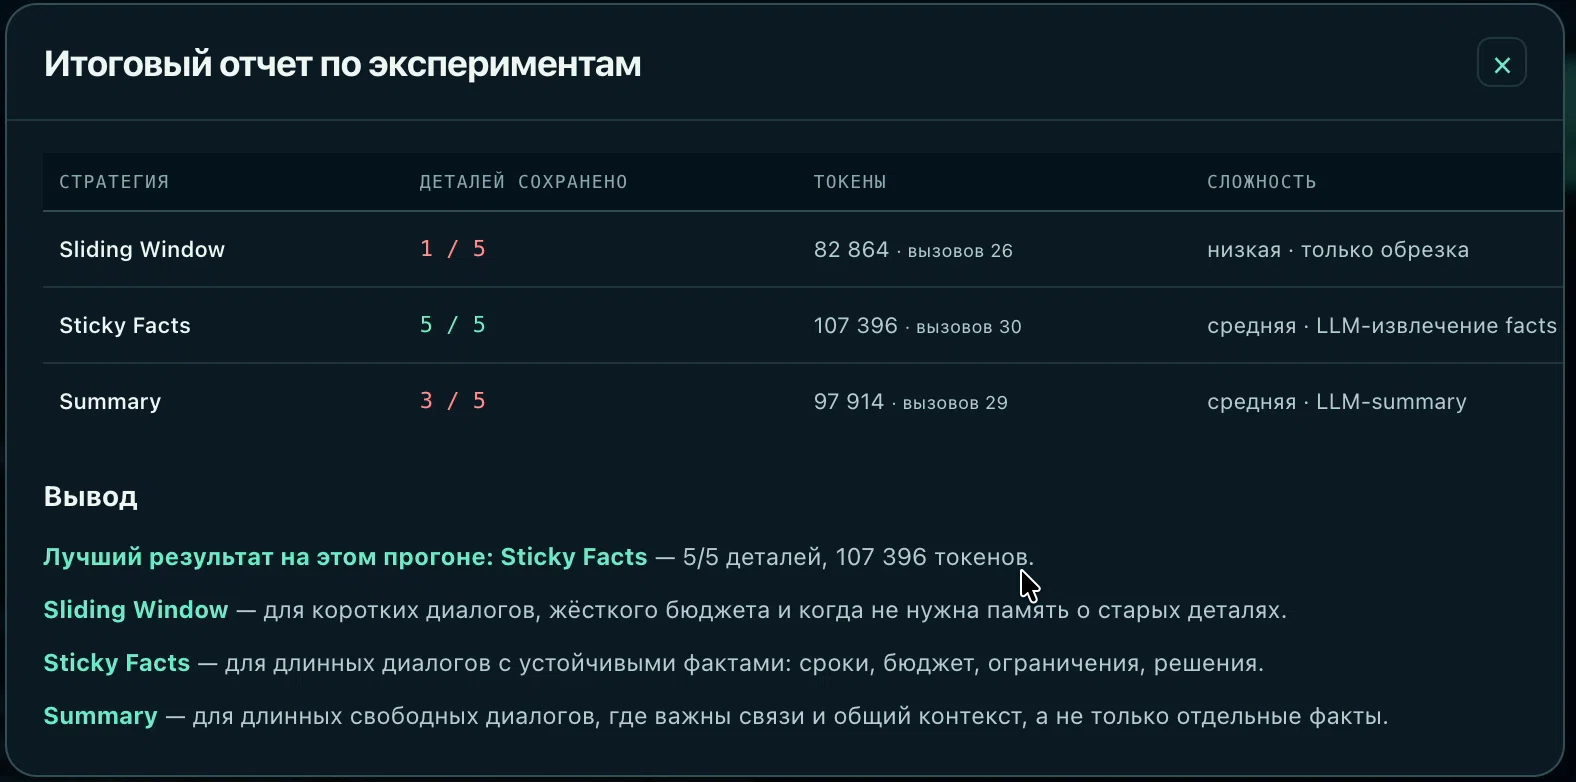 Итоговый отчет по экспериментам
×
СТРАТЕГИЯ ДЕТАЛЕЙ СОХРАНЕНО ТОКЕНЫ СЛОЖНОСТЬ
Sliding Window 1 / 5 82 864 · вызовов 26 низкая · только обрезка
Sticky Facts 5 / 5 107 396 · вызовов 30 средняя · LLM-извлечение facts
Summary 3 / 5 97 914 · вызовов 29 средняя · LLM-summary
Вывод
Лучший результат на этом прогоне: Sticky Facts — 5/5 деталей, 107 396 токенов.
Sliding Window — для коротких диалогов, жёсткого бюджета и когда не нужна память о старых деталях.
Sticky Facts — для длинных диалогов с устойчивыми фактами: сроки, бюджет, ограничения, решения.
Summary — для длинных свободных диалогов, где важны связи и общий контекст, а не только отдельные факты.